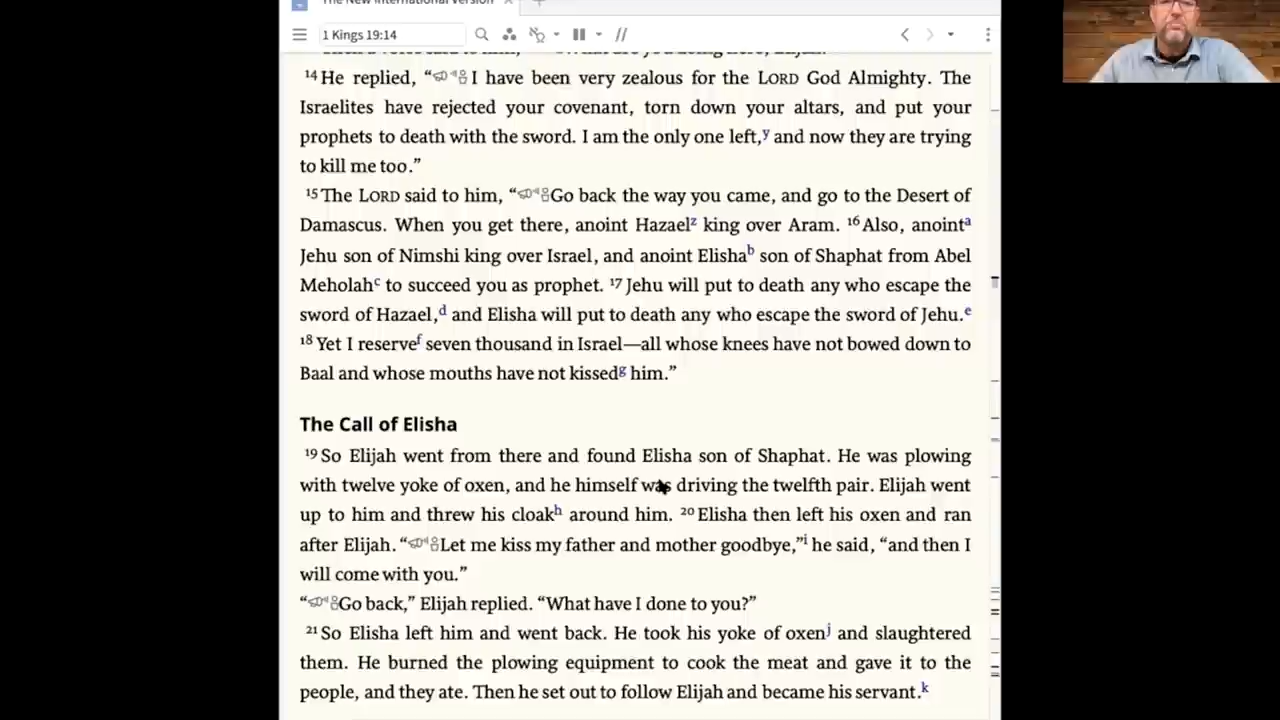 The New International Version
1 Kings 19:14
14 He replied, “I have been very zealous for the LORD God Almighty. The
Israelites have rejected your covenant, torn down your altars, and put your
prophets to death with the sword. I am the only one left,y and now they are trying
to kill me too.”
15 The LORD said to him, “Go back the way you came, and go to the Desert of
Damascus. When you get there, anoint Hazaelz king over Aram. 16 Also, anointa
Jehu son of Nimshi king over Israel, and anoint Elishab son of Shaphat from Abel
Meholahc to succeed you as prophet. 17 Jehu will put to death any who escape the
sword of Hazael,d and Elisha will put to death any who escape the sword of Jehu.e
18 Yet I reservef seven thousand in Israel—all whose knees have not bowed down to
Baal and whose mouths have not kissedg him.”
The Call of Elisha
19 So Elijah went from there and found Elisha son of Shaphat. He was plowing
with twelve yoke of oxen, and he himself was driving the twelfth pair. Elijah went
up to him and threw his cloakh around him. 20 Elisha then left his oxen and ran
after Elijah. “Let me kiss my father and mother goodbye,”i he said, “and then I
will come with you.”
“Go back,” Elijah replied. “What have I done to you?”
21 So Elisha left him and went back. He took his yoke of oxenj and slaughtered
them. He burned the plowing equipment to cook the meat and gave it to the
people, and they ate. Then he set out to follow Elijah and became his servant.k